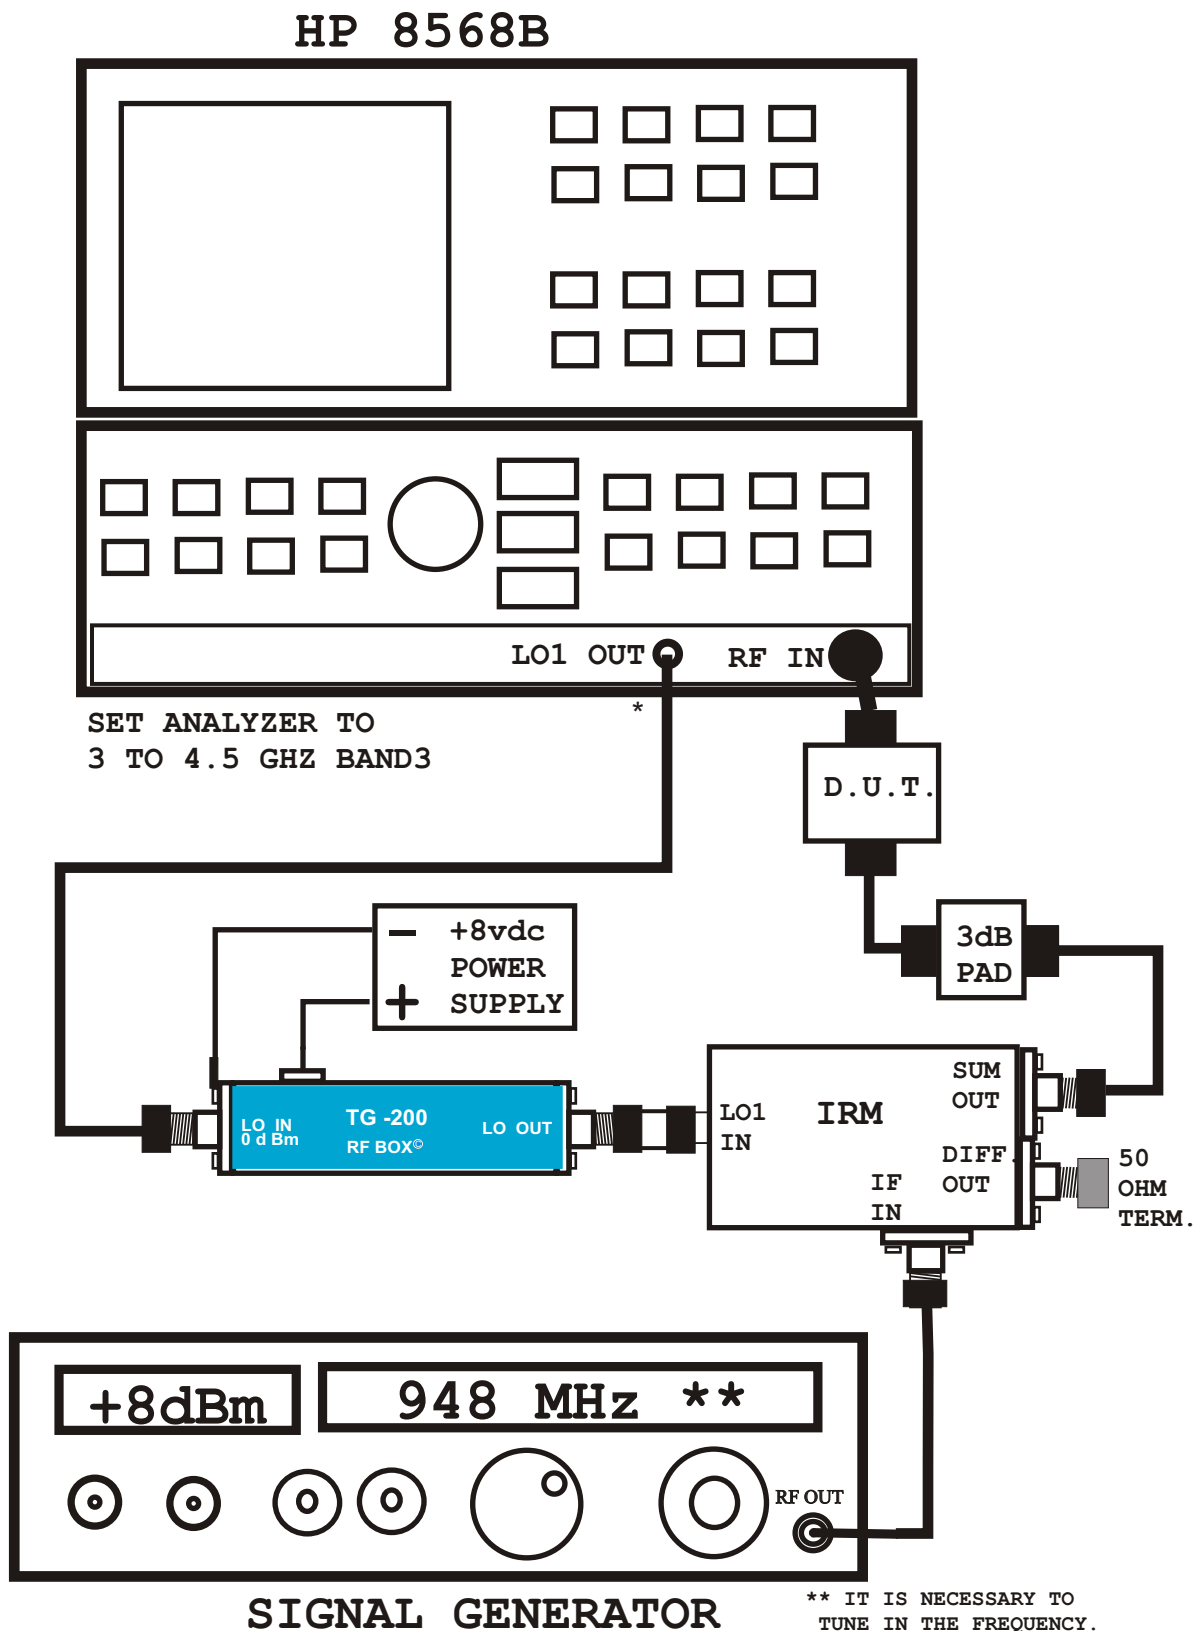 HP 8568B
LO1 OUT
RF IN
*
SET ANALYZER TO
3 TO 4.5 GHZ BAND3
D.U.T.
3dB
PAD
− +8vdc
POWER
+ SUPPLY
LO IN
0 d Bm
TG -200
RF BOX©
LO OUT
LO1
IN
IRM
SUM
OUT
DIFF.
OUT
IF
IN
50
OHM
TERM.
+8dBm
948 MHz **
RF OUT
SIGNAL GENERATOR
** IT IS NECESSARY TO
TUNE IN THE FREQUENCY.